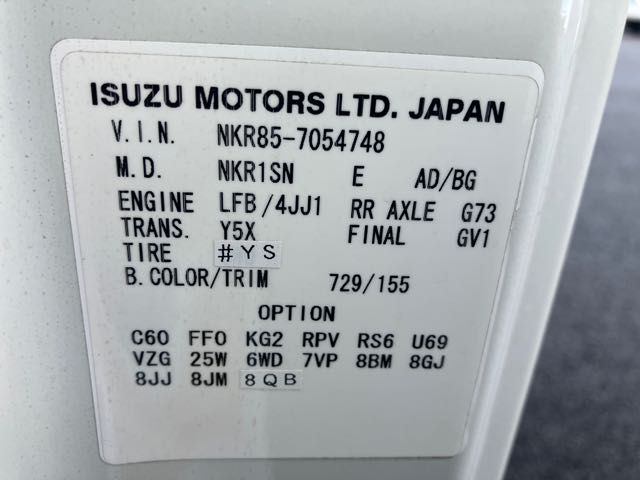 ISUZU MOTORS LTD. JAPAN
V.I.N. NKR85-7054748
M.D. NKR1SN E AD/BG
ENGINE LFB/4JJ1 RR AXLE G73
TRANS. Y5X FINAL GV1
TIRE #YS
B.COLOR/TRIM 729/155
OPTION
C60 FF0 KG2 RPV RS6 U69
VZG 25W 6WD 7VP 8BM 8GJ
8JJ 8JM 8QB